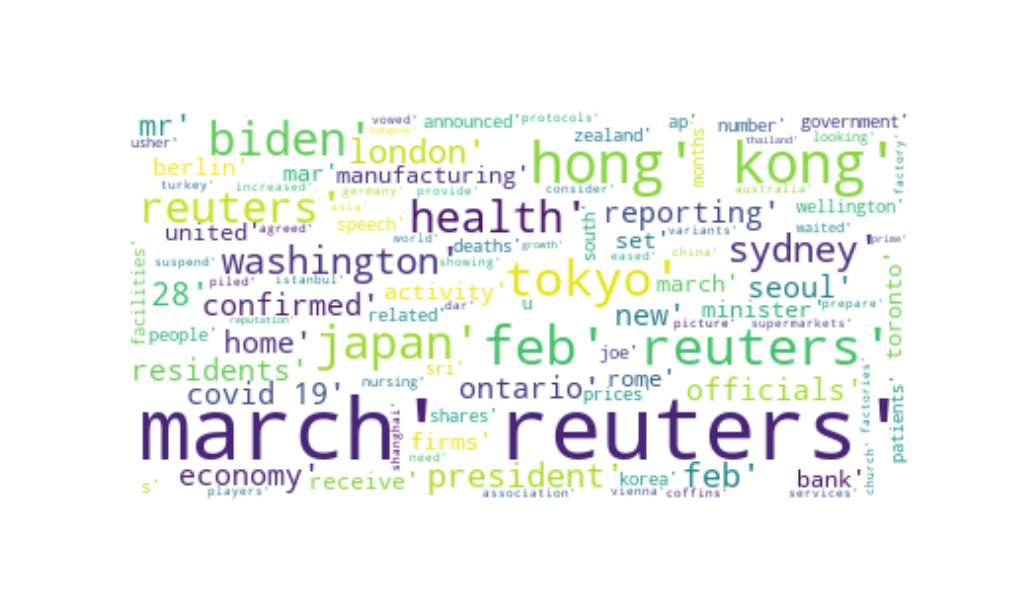 mr' biden' vowed' bangkok' announced' protocols' zealand' ap' number' government'
usher' london' hong' kong' months' thailand' looking' factory'
berlin' mar' manufacturing'
turkey' increased' germany' provide' consider' australia'
reuters' asia' speech' health' reporting' wellington'
united' agreed' world' deaths' growth' south' set' variants' sydney' waited' prime'
suspend' washington' showing' tokyo' eased' china' march' seoul' toronto'
facilities' 28' piled' istanbul' activity'
confirmed' related' dar' u new' minister' prepare'
people' reputation' picture' supermarkets'
home' japan' feb' joe' reuters'
residents' sri' nursing' rome' officials'
covid 19' ontario' prices' patients' factories'
march' reuters'
shanghai' shares' firms' need'
economy' receive' president' korea' feb' bank' church'
s' players' association' vienna' coffins' services'